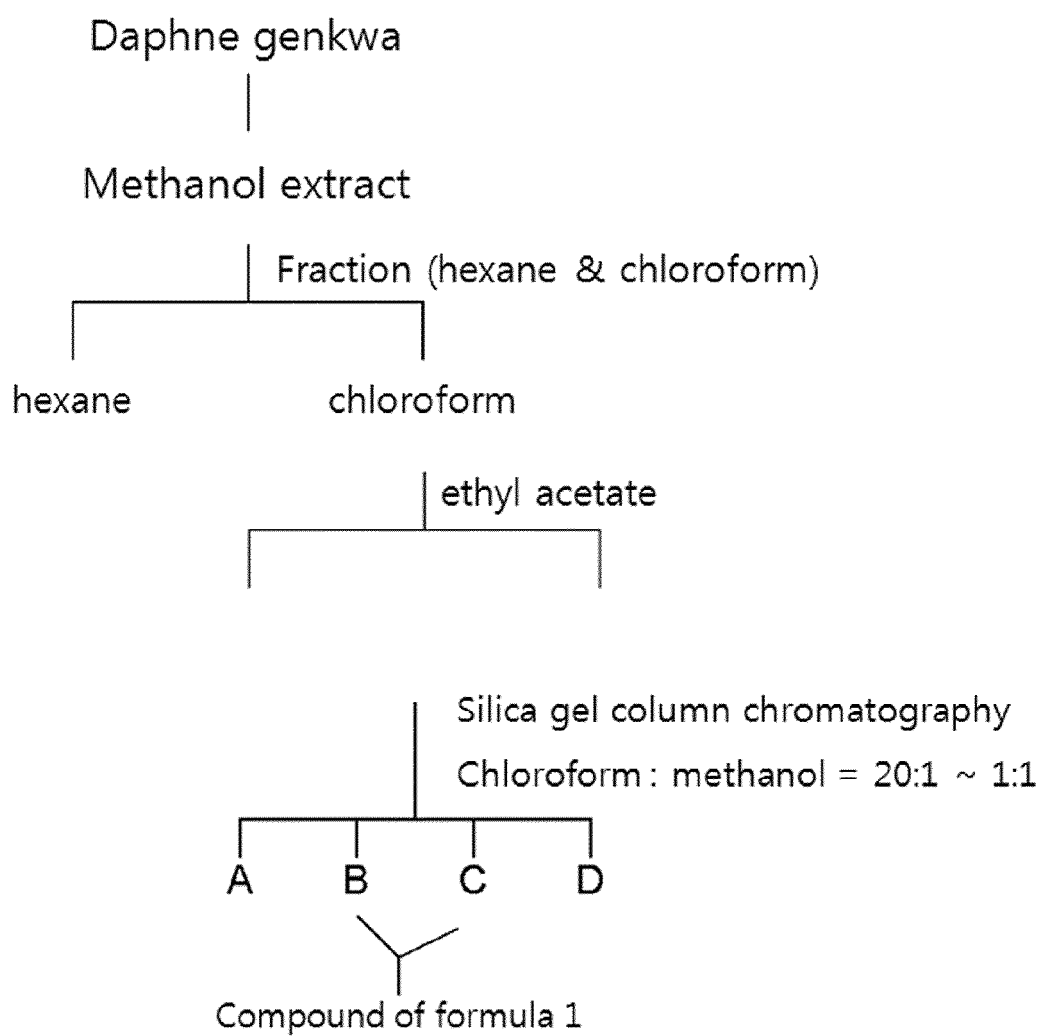 Daphne genkwa
Methanol extract
Fraction (hexane & chloroform)
hexane chloroform
ethyl acetate
Silica gel column chromatography
Chloroform : methanol = 20:1 ~ 1:1
A B C D
Compound of formula 1